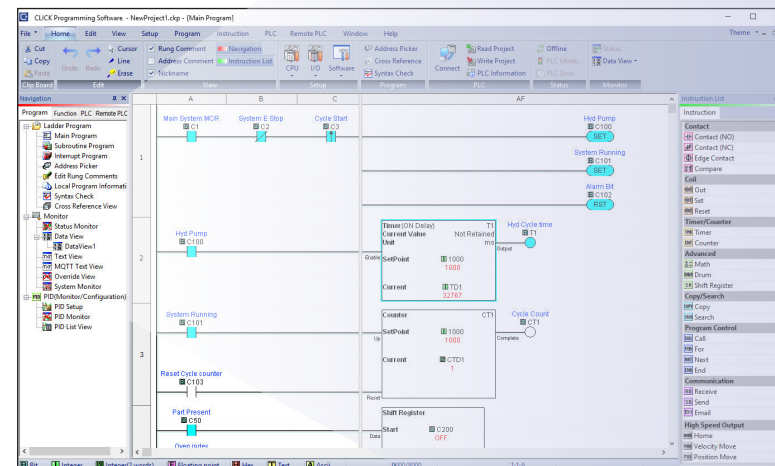 CLICK Programming Software - NewProject1.ckp - [Main Program]
File Home Edit View Setup Program Instruction PLC Remote PLC Window Help Theme
Cut Copy Paste Undo Redo Cursor Line Erase Rung Comment Address Comment Nickname Navigation Instruction List CPU I/O Software Address Picker Cross Reference Syntax Check Connect Read Project Write Project PLC Information Offline PLC Mode... PLC Error Status Data View
Clip Board Edit View Setup Program PLC Status Monitor
Navigation
Program Function PLC Remote PLC
Ladder Program
Main Program
Subroutine Program
Interrupt Program
Address Picker
Edit Rung Comments
Local Program Informati
Syntax Check
Cross Reference View
Monitor
Status Monitor
Data View
DataView1
Text View
MQTT Text View
Override View
System Monitor
PID(Monitor/Configuration)
PID Setup
PID Monitor
PID List View
A B C AF
1
Main System MCR System E Stop Cycle Start Hyd Pump
C1 C2 C3 C100
SET
System Running
C101
SET
Alarm Bit
C102
RST
2
Hyd Pump
C100
Timer(ON Delay) T1
Current Value Not Retained
Unit ms
Enable SetPoint 1000
1000
Current TD1
32767
Hyd Cycle time
T1
Output
3
System Running
C101
Counter CT1
Up SetPoint 1000
1000
Current CTD1
1
Cycle Count
CT1
Complete
Reset Cycle counter
C103
Reset
Part Present
C50
Shift Register
Data Start C200
OFF
Oven index
Instruction List
Instruction
Contact
Contact (NO)
Contact (NC)
Edge Contact
Compare
Coil
Out
Set
Reset
Timer/Counter
Timer
Counter
Advanced
Math
Drum
Shift Register
Copy/Search
Copy
Search
Program Control
Call
For
Next
End
Communication
Receive
Send
Email
High Speed Output
Home
Velocity Move
Position Move
Bit Integer Integer(2 words) Floating point Hex Text Ascii